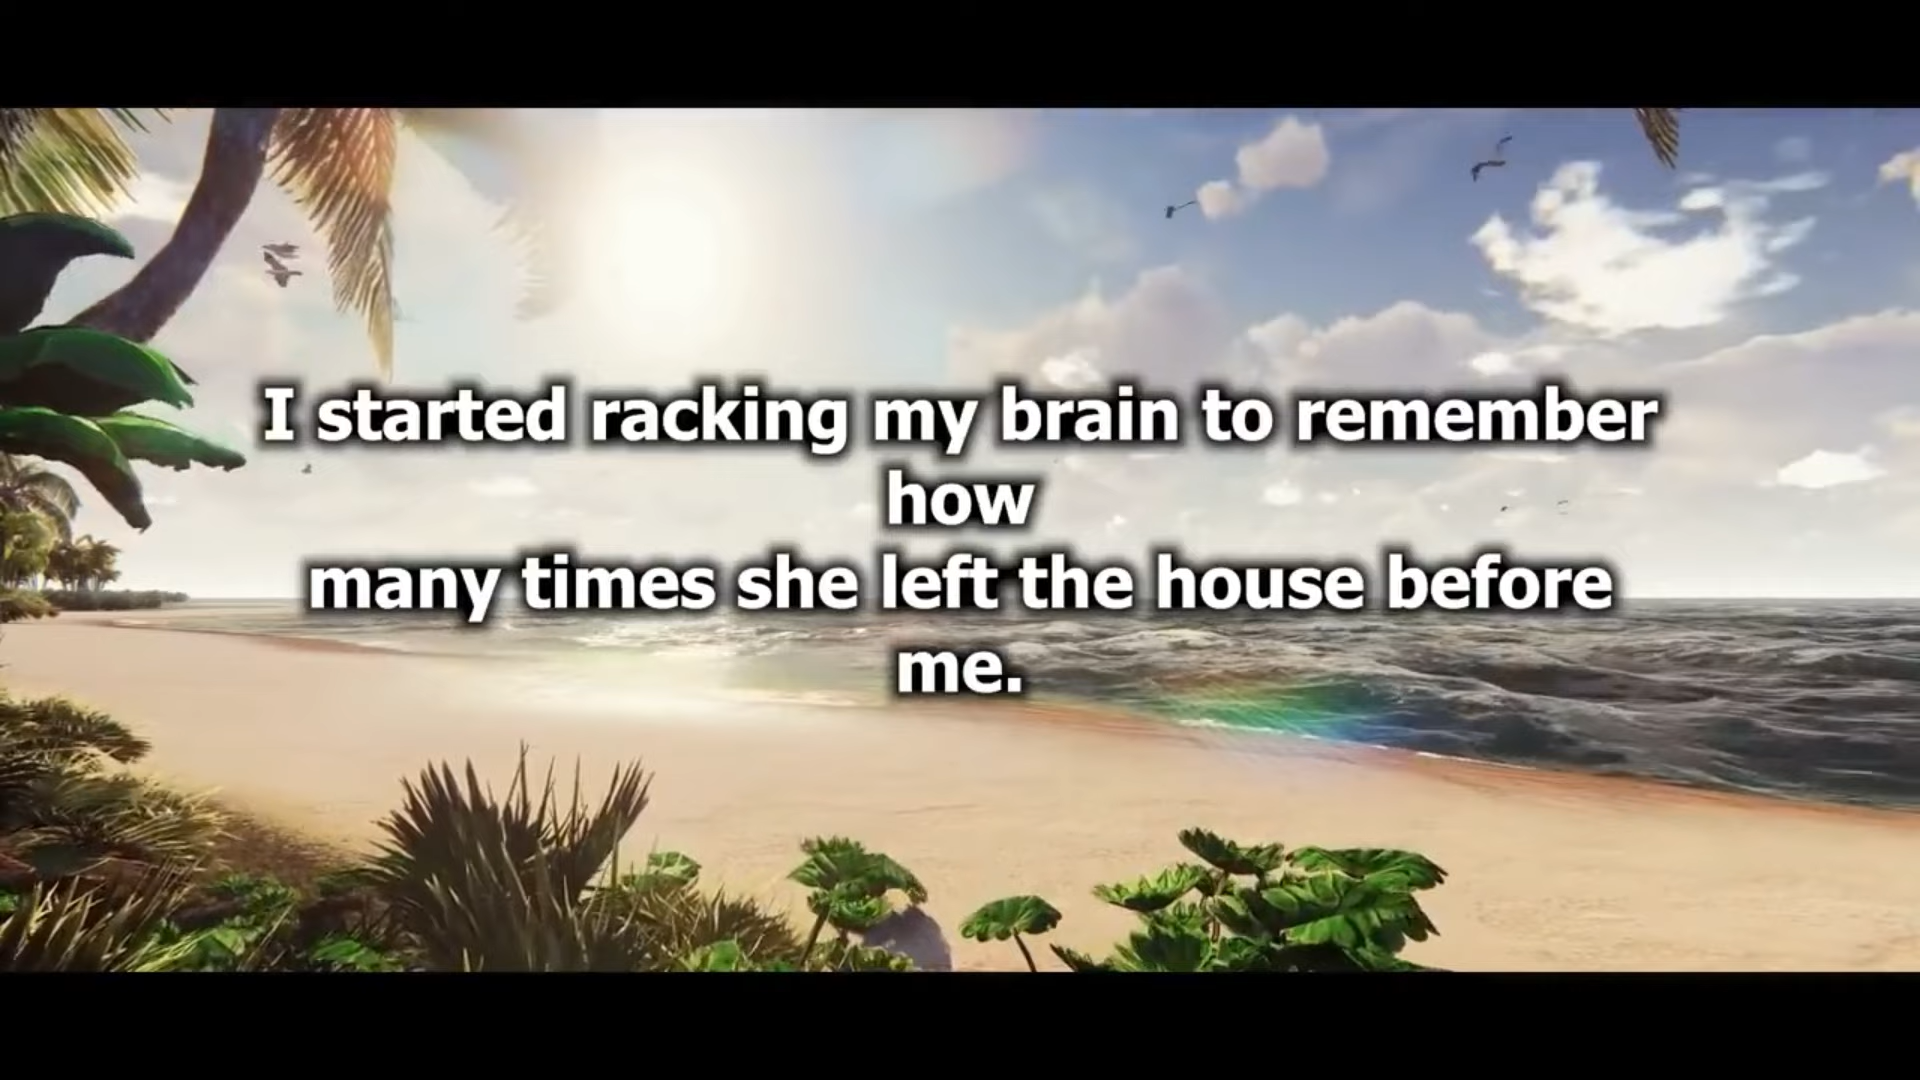 I started racking my brain to remember
how
many times she left the house before
me.